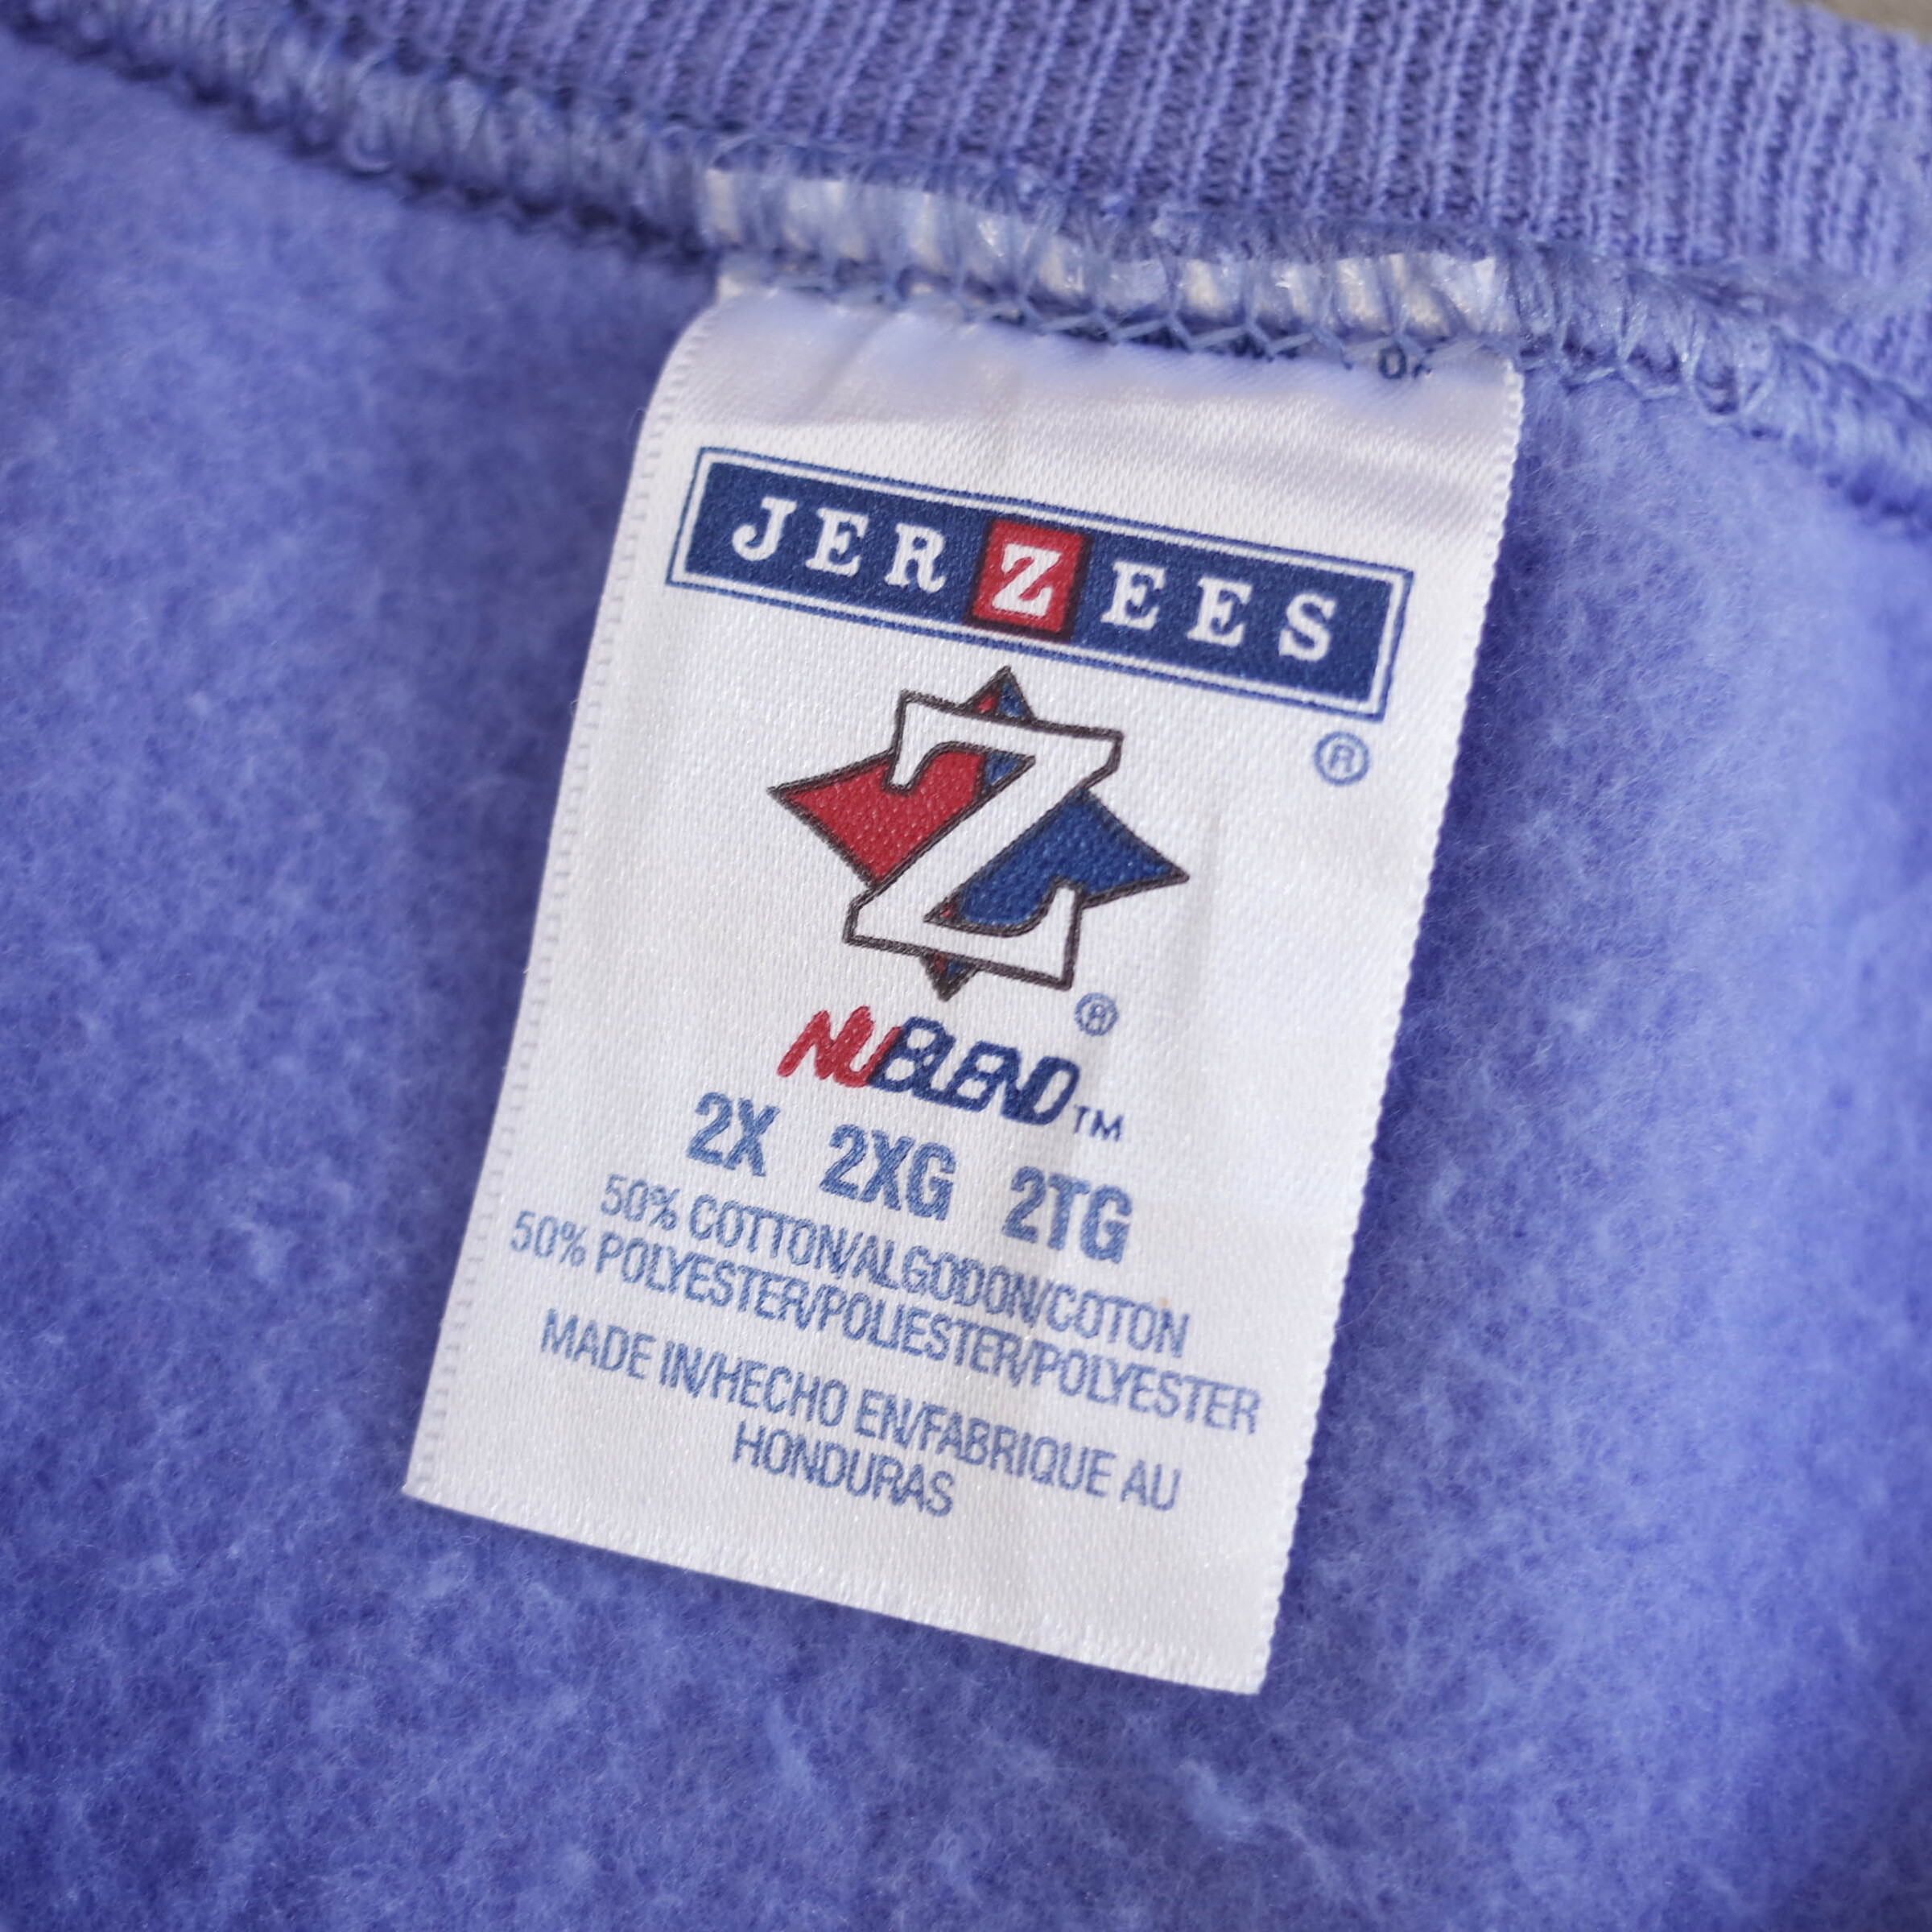 JERZEES
®
Z
®
NUBLEND™
2X 2XG 2TG
50% COTTON/ALGODON/COTON
50% POLYESTER/POLIESTER/POLYESTER
MADE IN/HECHO EN/FABRIQUE AU
HONDURAS